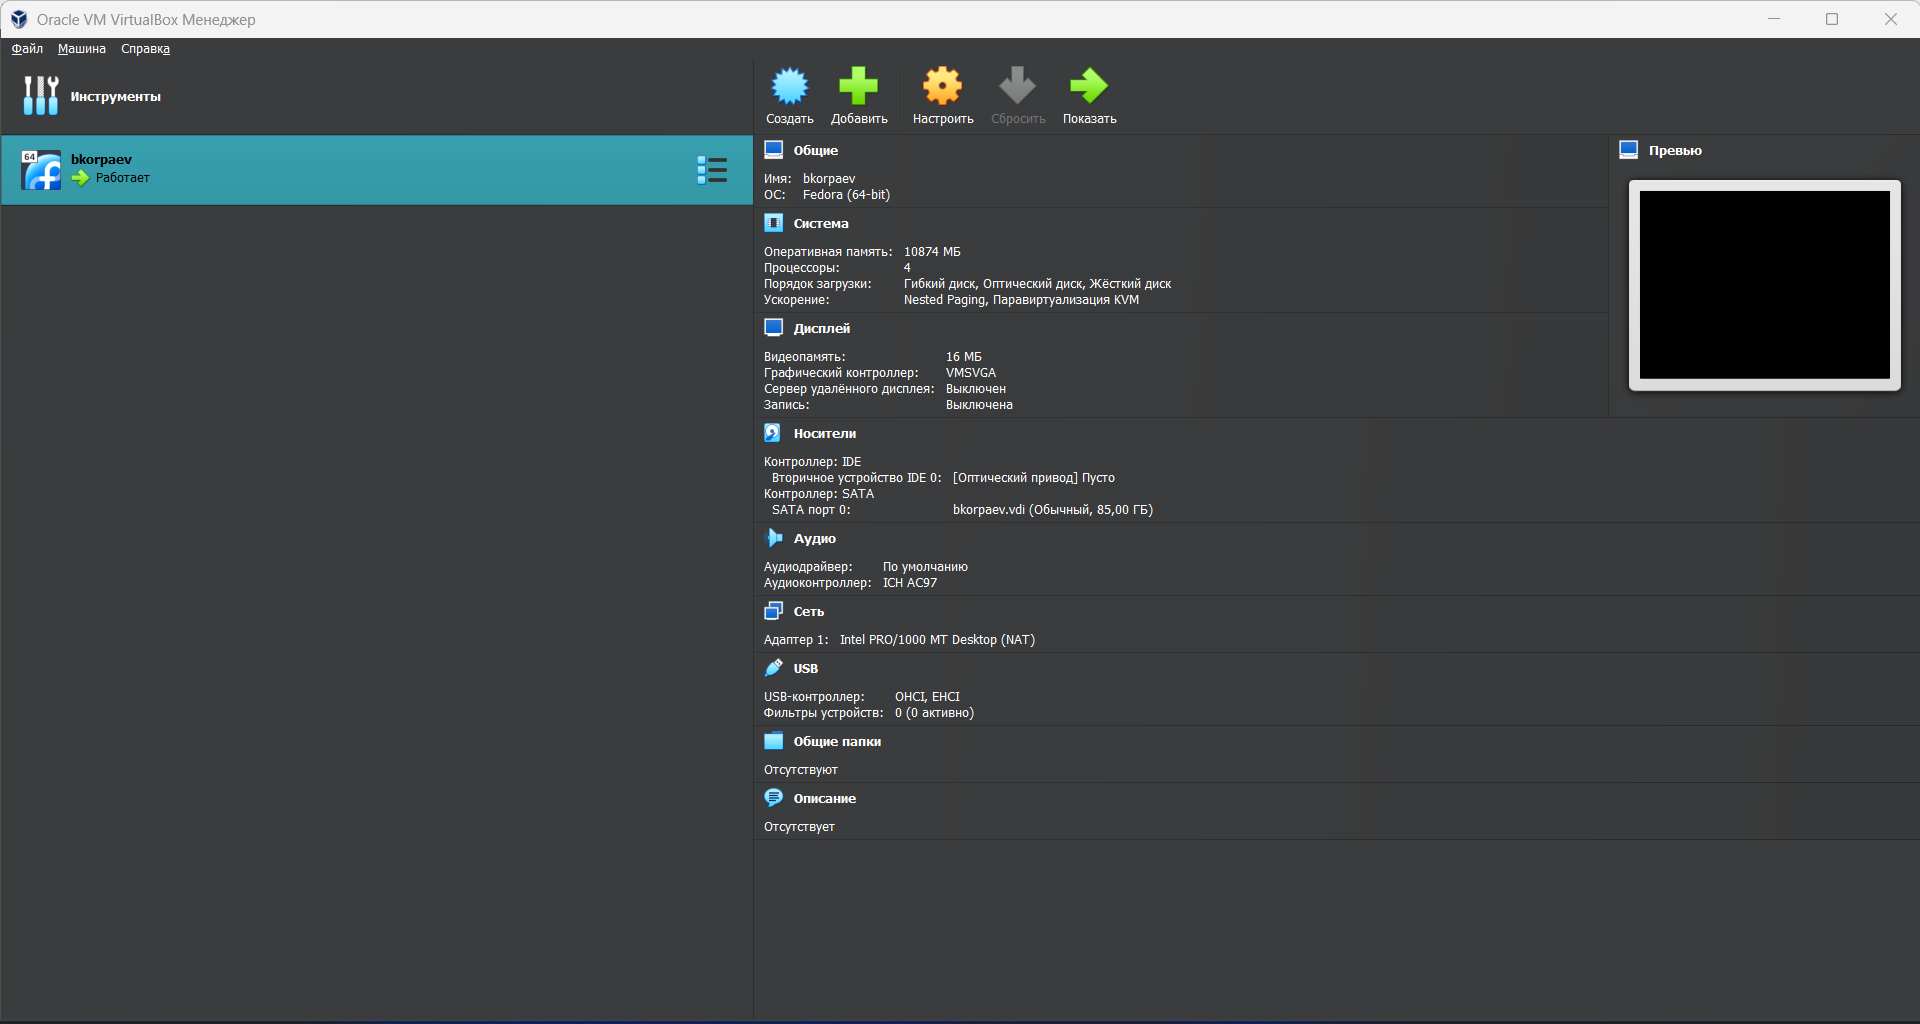 Oracle VM VirtualBox Менеджер
Файл Машина Справка
Инструменты
Создать Добавить Настроить Сбросить Показать
64
bkorpaev
Работает
Общие
Имя: bkorpaev
ОС: Fedora (64-bit)
Превью
Система
Оперативная память: 10874 МБ
Процессоры: 4
Порядок загрузки: Гибкий диск, Оптический диск, Жёсткий диск
Ускорение: Nested Paging, Паравиртуализация KVM
Дисплей
Видеопамять: 16 МБ
Графический контроллер: VMSVGA
Сервер удалённого дисплея: Выключен
Запись: Выключена
Носители
Контроллер: IDE
Вторичное устройство IDE 0: [Оптический привод] Пусто
Контроллер: SATA
SATA порт 0: bkorpaev.vdi (Обычный, 85,00 ГБ)
Аудио
Аудиодрайвер: По умолчанию
Аудиоконтроллер: ICH AC97
Сеть
Адаптер 1: Intel PRO/1000 MT Desktop (NAT)
USB
USB-контроллер: OHCI, EHCI
Фильтры устройств: 0 (0 активно)
Общие папки
Отсутствуют
Описание
Отсутствует